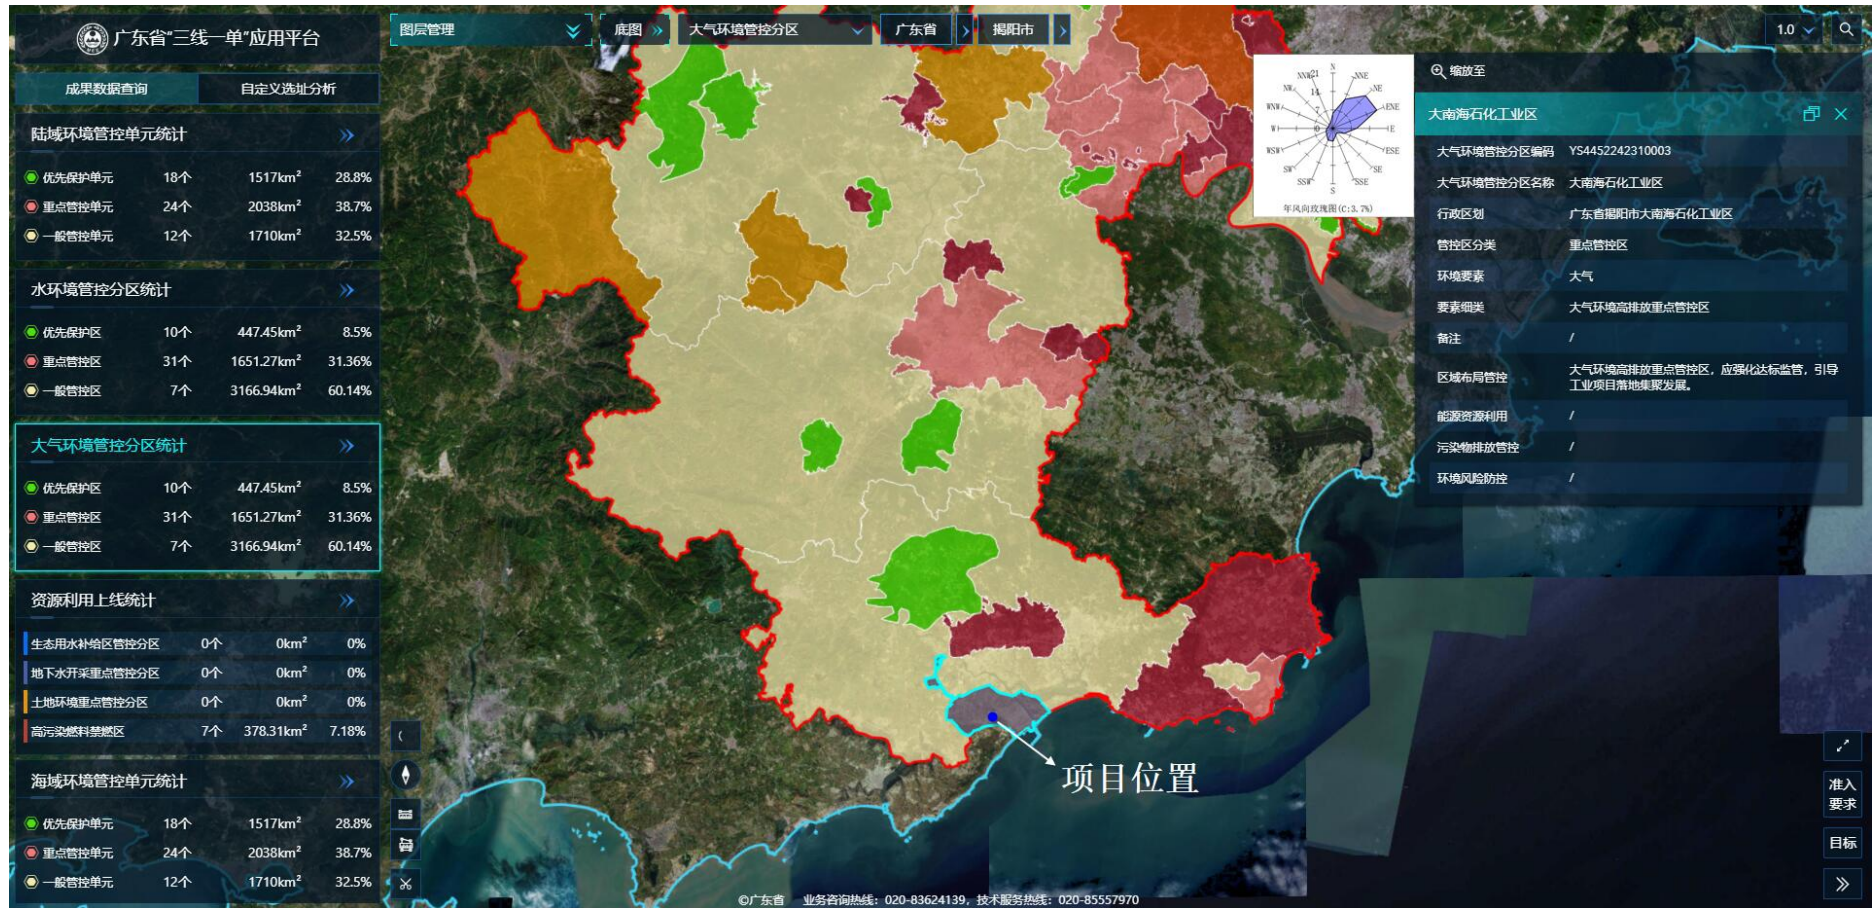 广东省“三线一单”应用平台
成果数据查询 自定义选址分析
陆域环境管控单元统计
优先保护单元 18个 1517km² 28.8%
重点管控单元 24个 2038km² 38.7%
一般管控单元 12个 1710km² 32.5%
水环境管控分区统计
优先保护区 10个 447.45km² 8.5%
重点管控区 31个 1651.27km² 31.36%
一般管控区 7个 3166.94km² 60.14%
大气环境管控分区统计
优先保护区 10个 447.45km² 8.5%
重点管控区 31个 1651.27km² 31.36%
一般管控区 7个 3166.94km² 60.14%
资源利用上线统计
生态用水补给区管控分区 0个 0km² 0%
地下水开采重点管控分区 0个 0km² 0%
土地环境重点管控分区 0个 0km² 0%
高污染燃料禁燃区 7个 378.31km² 7.18%
海域环境管控单元统计
优先保护单元 18个 1517km² 28.8%
重点管控单元 24个 2038km² 38.7%
一般管控单元 12个 1710km² 32.5%
图层管理 底图 大气环境管控分区 广东省 揭阳市
1.0
N
NNW 21 NNE
NW 14 NE
WNW 7 ENE
W 0 E
WSW ESE
SW SE
SSW SSE
S
年风向玫瑰图(C:3.7%)
缩放至
大南海石化工业区
大气环境管控分区编码 YS4452242310003
大气环境管控分区名称 大南海石化工业区
行政区划 广东省揭阳市大南海石化工业区
管控区分类 重点管控区
环境要素 大气
要素细类 大气环境高排放重点管控区
备注 /
区域布局管控 大气环境高排放重点管控区，应强化达标监管，引导
工业项目落地集聚发展。
能源资源利用 /
污染物排放管控 /
环境风险防控 /
项目位置
准入
要求
目标
©广东省 业务咨询热线：020-83624139，技术服务热线：020-85557970